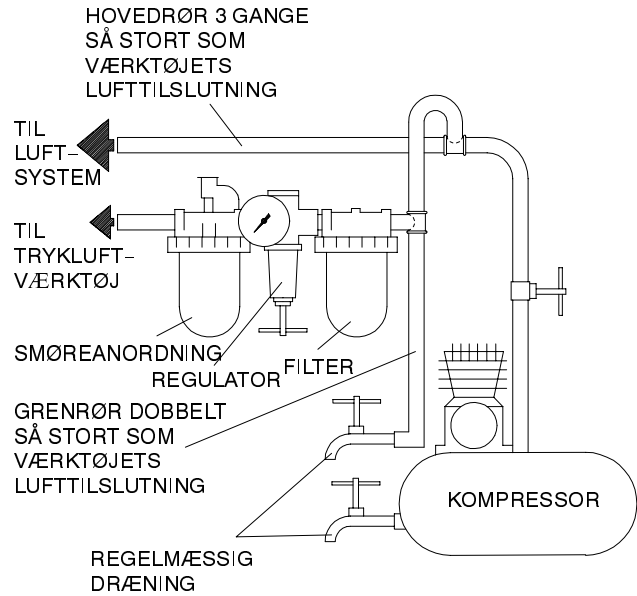 HOVEDRØR 3 GANGE
SÅ STORT SOM
VÆRKTØJETS
LUFTTILSLUTNING
TIL
LUFT–
SYSTEM
TIL
TRYKLUFT–
VÆRKTØJ
SMØREANORDNING
REGULATOR
FILTER
GRENRØR DOBBELT
SÅ STORT SOM
VÆRKTØJETS
LUFTTILSLUTNING
KOMPRESSOR
REGELMÆSSIG
DRÆNING